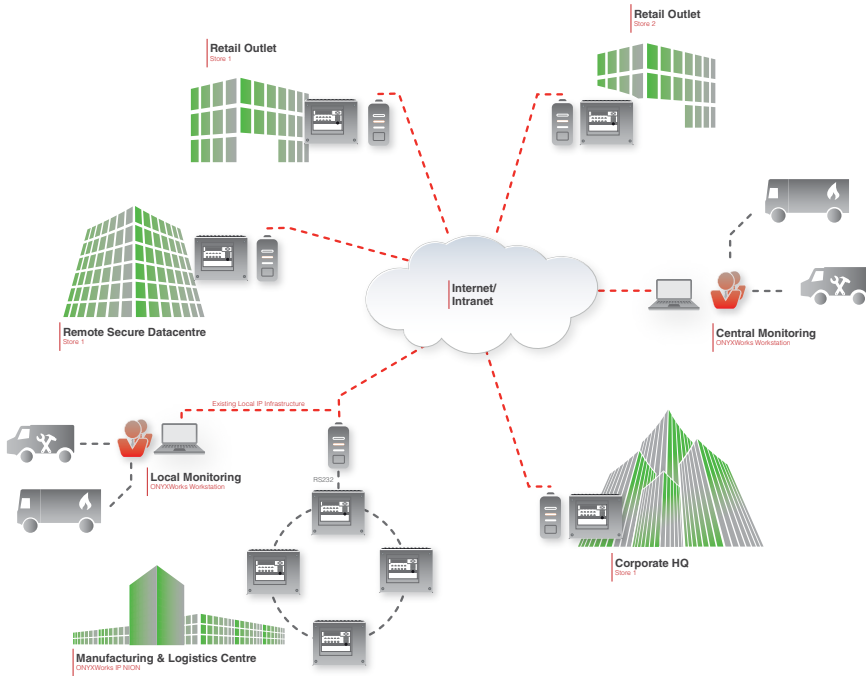 Retail Outlet
Store 1
Retail Outlet
Store 2
Internet/
Intranet
Remote Secure Datacentre
Store 1
Central Monitoring
ONYXWorks Workstation
Existing Local IP Infrastructure
Local Monitoring
ONYXWorks Workstation
RS232
Corporate HQ
Store 1
Manufacturing & Logistics Centre
ONYXWorks IP NION